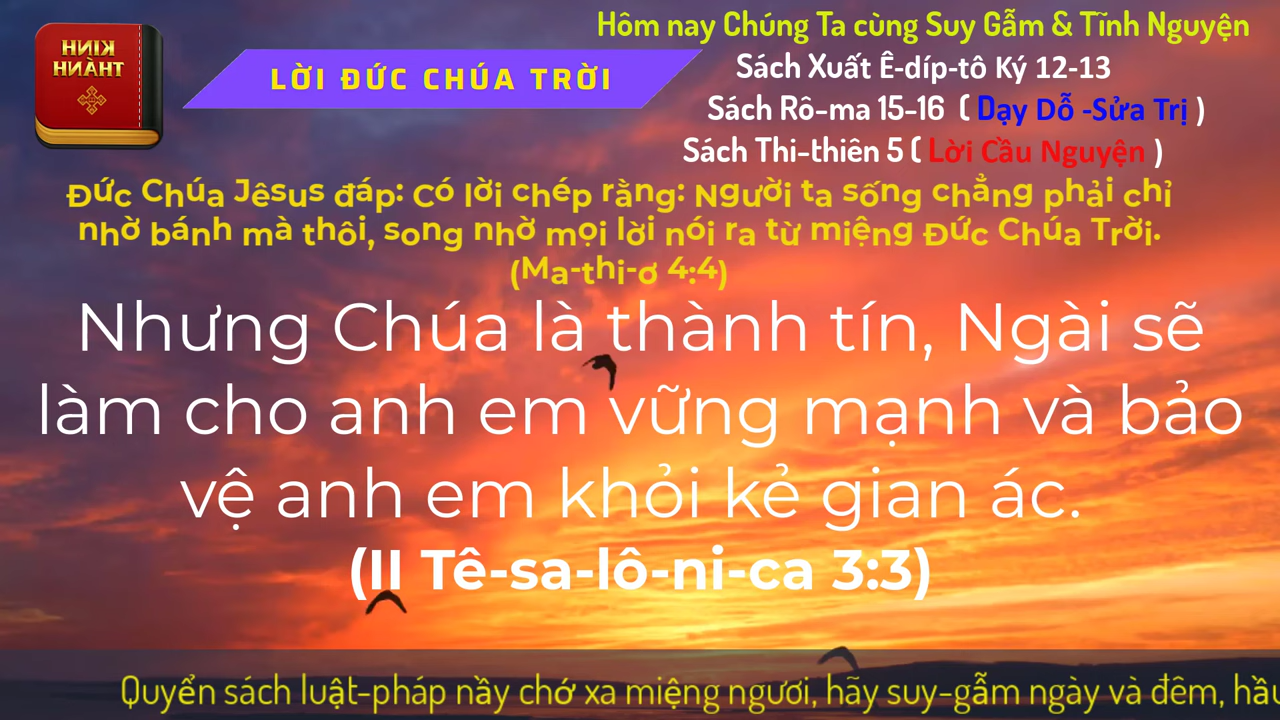 KINH
THÀNH
LỜI ĐỨC CHÚA TRỜI
Hôm nay Chúng Ta cùng Suy Gẫm & Tĩnh Nguyện
Sách Xuất Ê-díp-tô Ký 12-13
Sách Rô-ma 15-16 ( Dạy Dỗ -Sửa Trị )
Sách Thi-thiên 5 ( Lời Cầu Nguyện )
Đức Chúa Jêsus đáp: Có lời chép rằng: Người ta sống chẳng phải chỉ
nhờ bánh mà thôi, song nhờ mọi lời nói ra từ miệng Đức Chúa Trời.
(Ma-thi-ơ 4:4)
Nhưng Chúa là thành tín, Ngài sẽ
làm cho anh em vững mạnh và bảo
vệ anh em khỏi kẻ gian ác.
(II Tê-sa-lô-ni-ca 3:3)
Quyển sách luật-pháp nầy chớ xa miệng ngươi, hãy suy-gẫm ngày và đêm, hầu